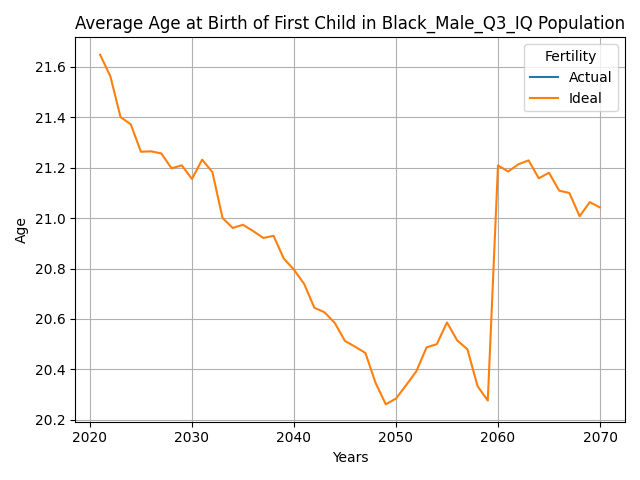 Average Age at Birth of First Child in Black_Male_Q3_IQ Population
Fertility
Actual
Ideal
21.6
21.4
21.2
21.0
20.8
20.6
20.4
20.2
Age
2020
2030
2040
2050
2060
2070
Years